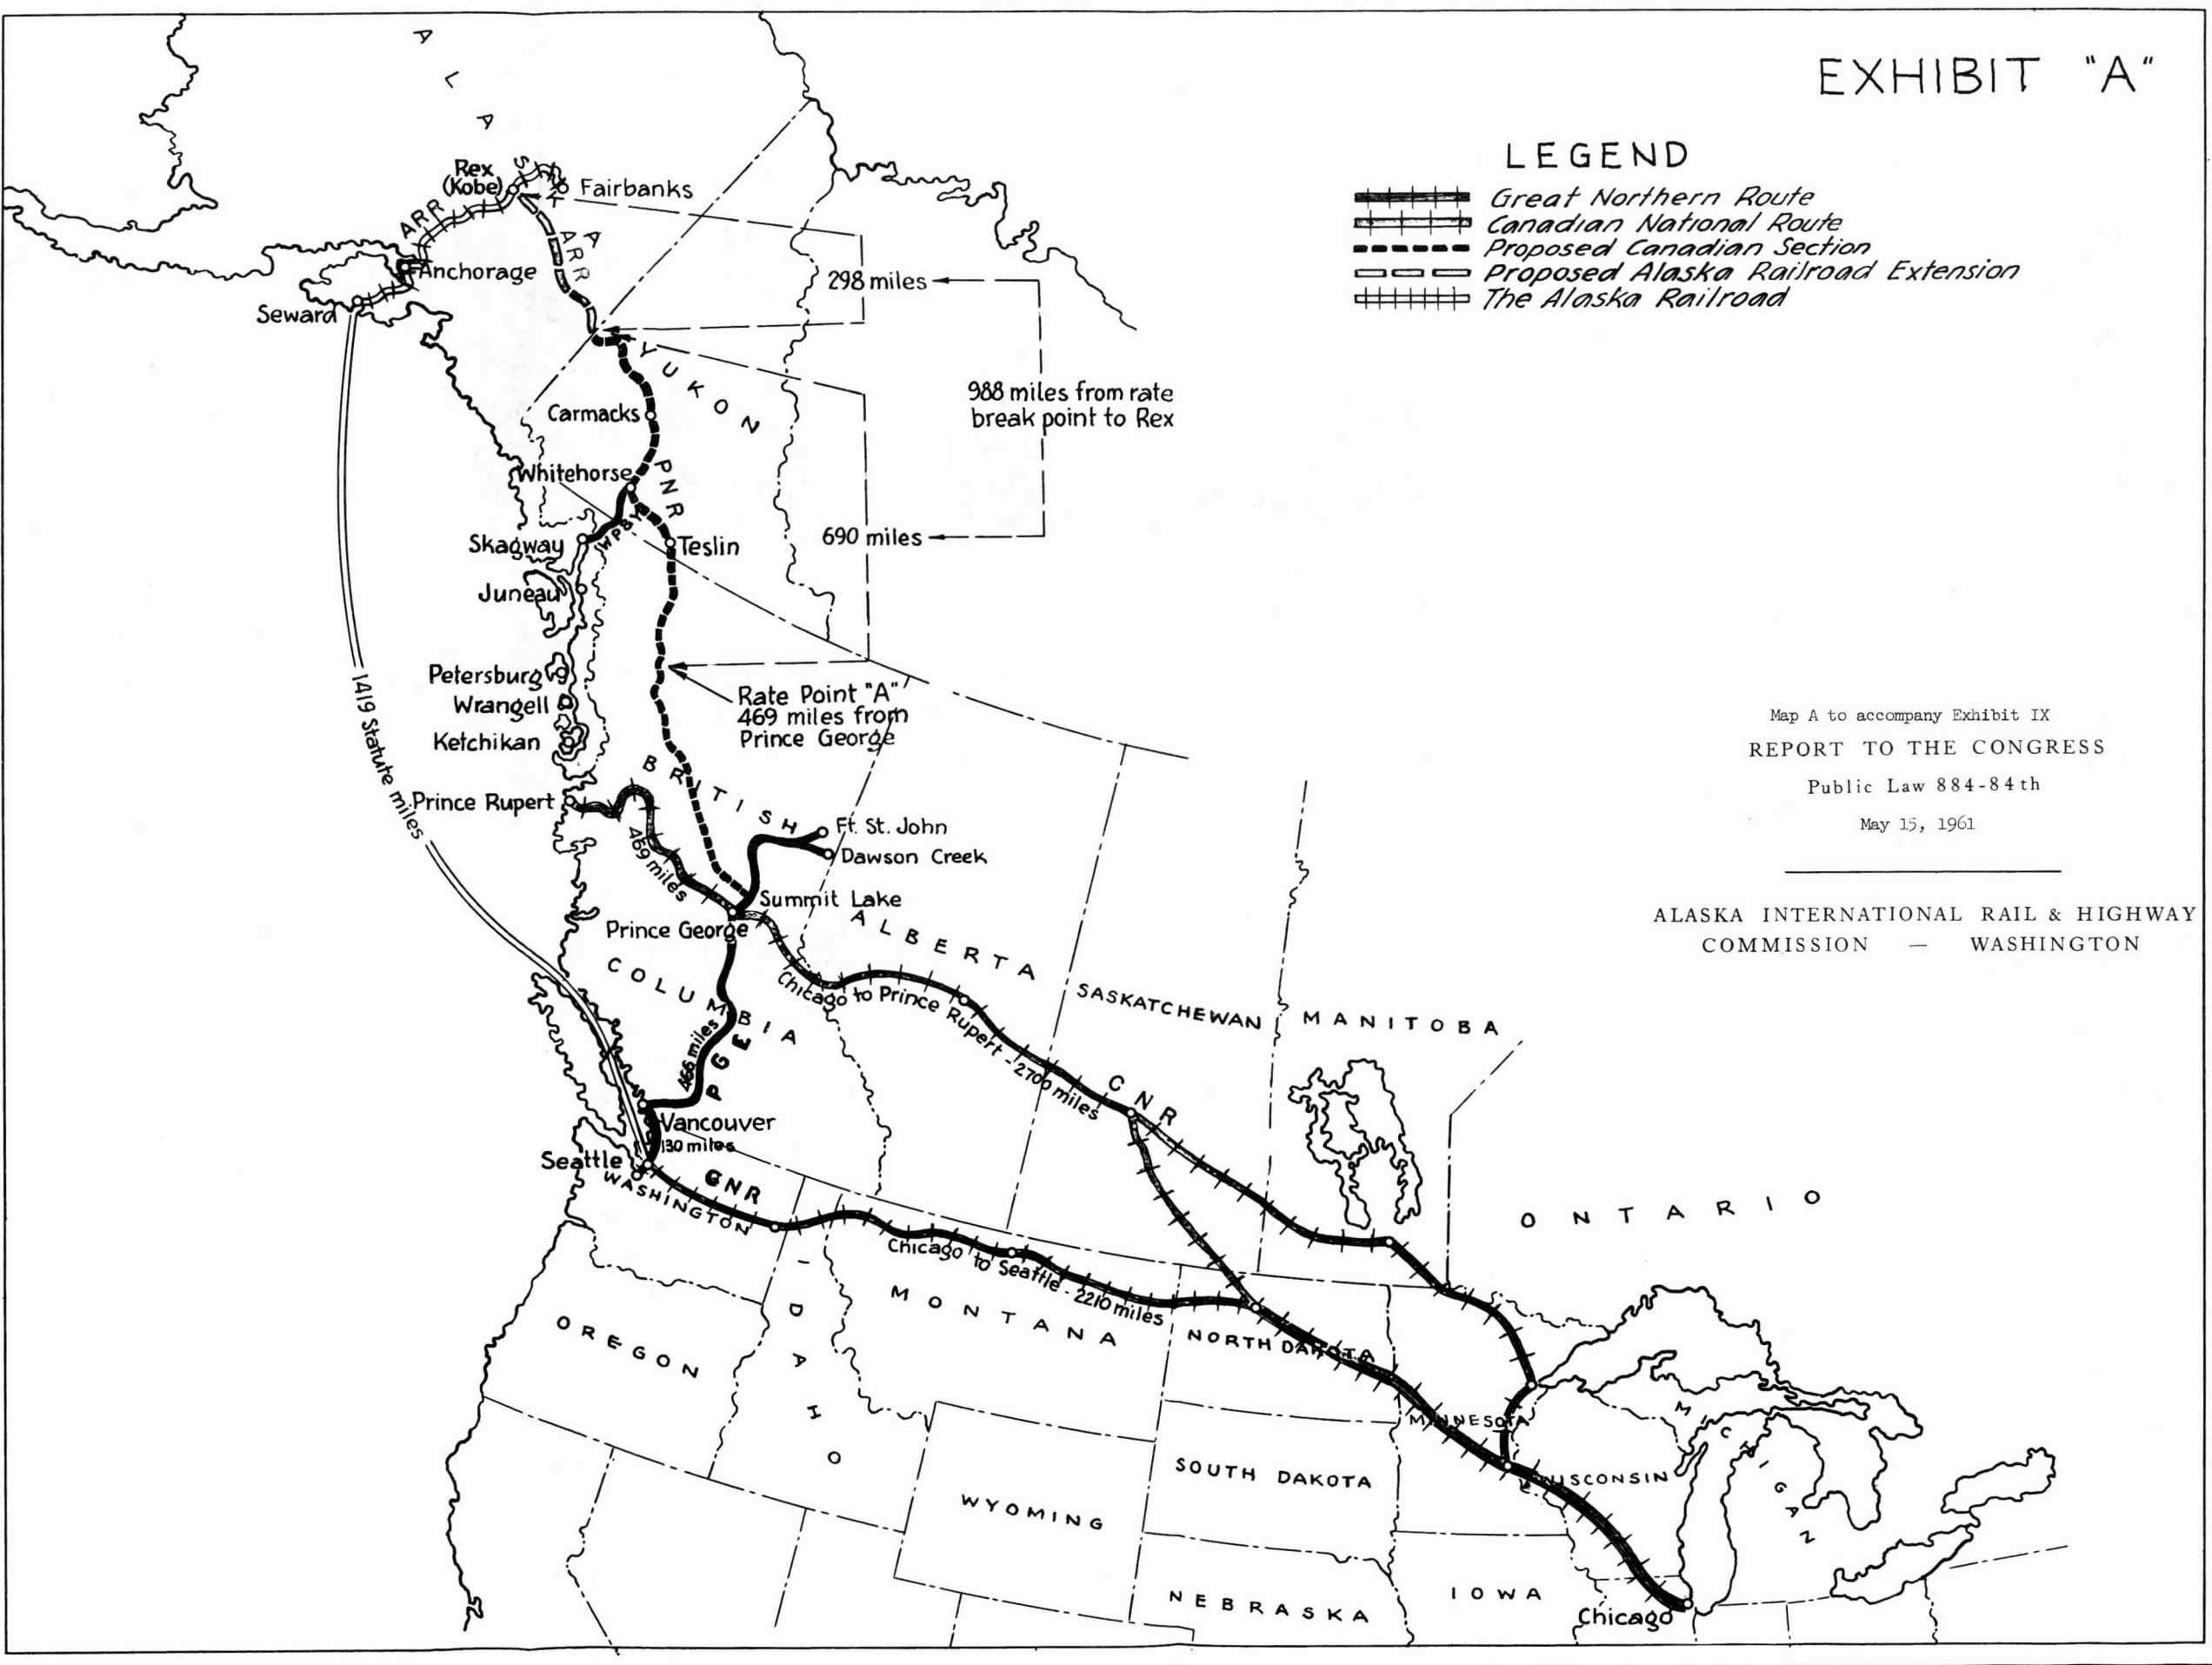 EXHIBIT "A"
LEGEND
Great Northern Route
Canadian National Route
Proposed Canadian Section
Proposed Alaska Railroad Extension
The Alaska Railroad
ALASKA
Rex
(Kobe)
Fairbanks
ARR
ARR
Anchorage
Seward
298 miles
YUKON
988 miles from rate
break point to Rex
Carmacks
Whitehorse
PNR
WP&Y
690 miles
Skagway
Teslin
Juneau
Petersburg
Wrangell
Ketchikan
Rate Point "A"
469 miles from
Prince George
1419 Statute miles
BRITISH
COLUMBIA
Prince Rupert
469 miles
Ft. St. John
Dawson Creek
Summit Lake
Prince George
ALBERTA
SASKATCHEWAN
MANITOBA
Chicago to Prince Rupert - 2700 miles
CNR
466 miles
PGE
Vancouver
130 miles
Seattle
WASHINGTON
GNR
Chicago to Seattle - 2210 miles
ONTARIO
IDAHO
MONTANA
OREGON
NORTH DAKOTA
MINNESOTA
MICHIGAN
SOUTH DAKOTA
WISCONSIN
WYOMING
NEBRASKA
IOWA
Chicago
Map A to accompany Exhibit IX
REPORT TO THE CONGRESS
Public Law 884-84th
May 15, 1961
ALASKA INTERNATIONAL RAIL & HIGHWAY
COMMISSION — WASHINGTON